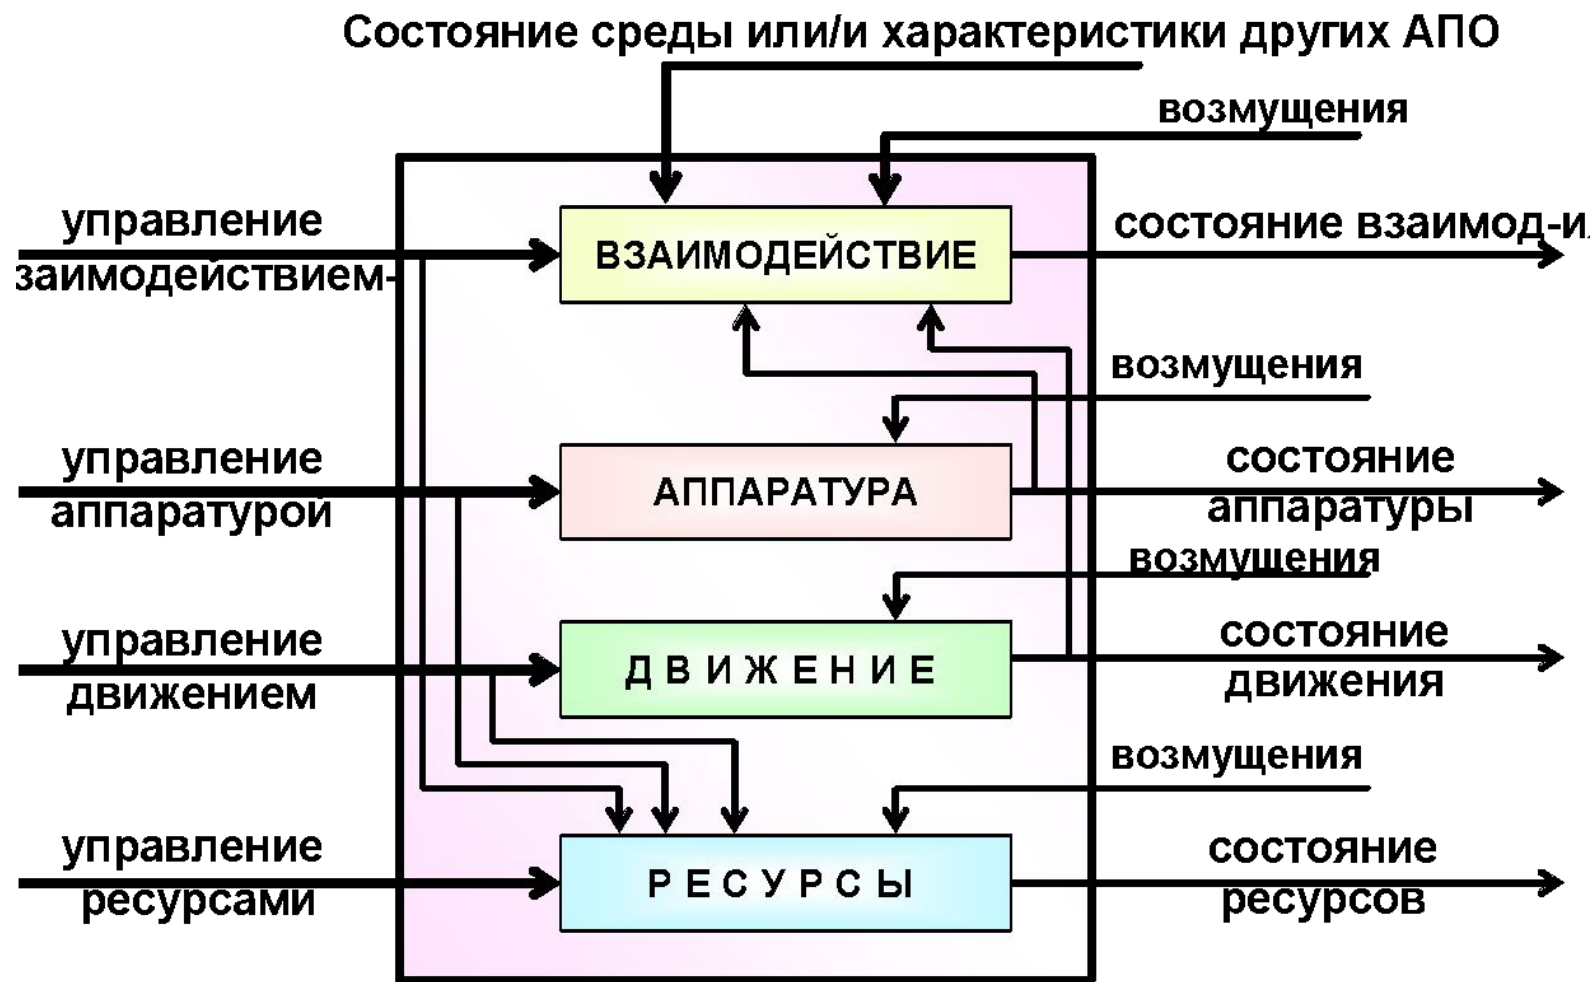 Состояние среды или/и характеристики других АПО
возмущения
управление
заимодействием-
ВЗАИМОДЕЙСТВИЕ
состояние взаимод-и
возмущения
управление
аппаратурой
АППАРАТУРА
состояние
аппаратуры
возмущения
управление
движением
Д В И Ж Е Н И Е
состояние
движения
возмущения
управление
ресурсами
Р Е С У Р С Ы
состояние
ресурсов